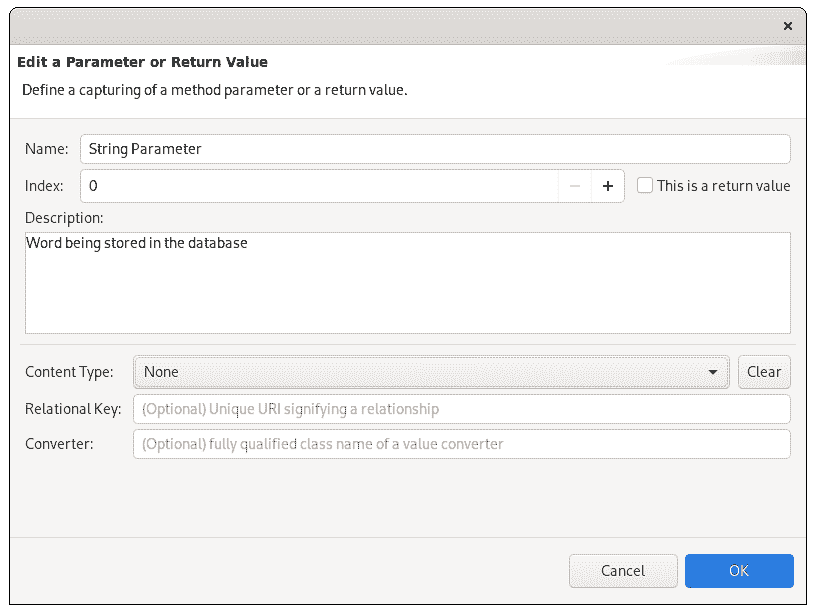 Edit a Parameter or Return Value
Define a capturing of a method parameter or a return value.
Name: String Parameter
Index: 0 − + This is a return value
Description:
Word being stored in the database
Content Type: None Clear
Relational Key: (Optional) Unique URI signifying a relationship
Converter: (Optional) fully qualified class name of a value converter
Cancel OK